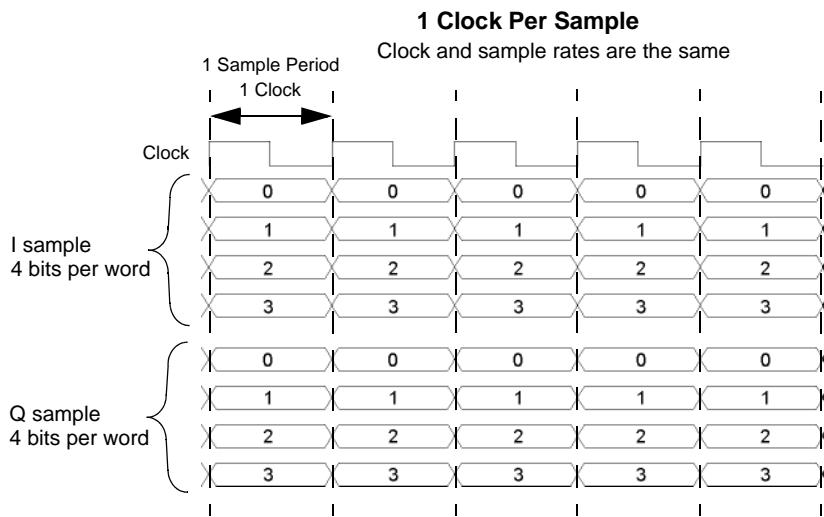 1 Clock Per Sample
Clock and sample rates are the same
1 Sample Period
1 Clock
Clock
0 0 0 0 0
1 1 1 1 1
I sample
4 bits per word
2 2 2 2 2
3 3 3 3 3
0 0 0 0 0
1 1 1 1 1
Q sample
4 bits per word
2 2 2 2 2
3 3 3 3 3